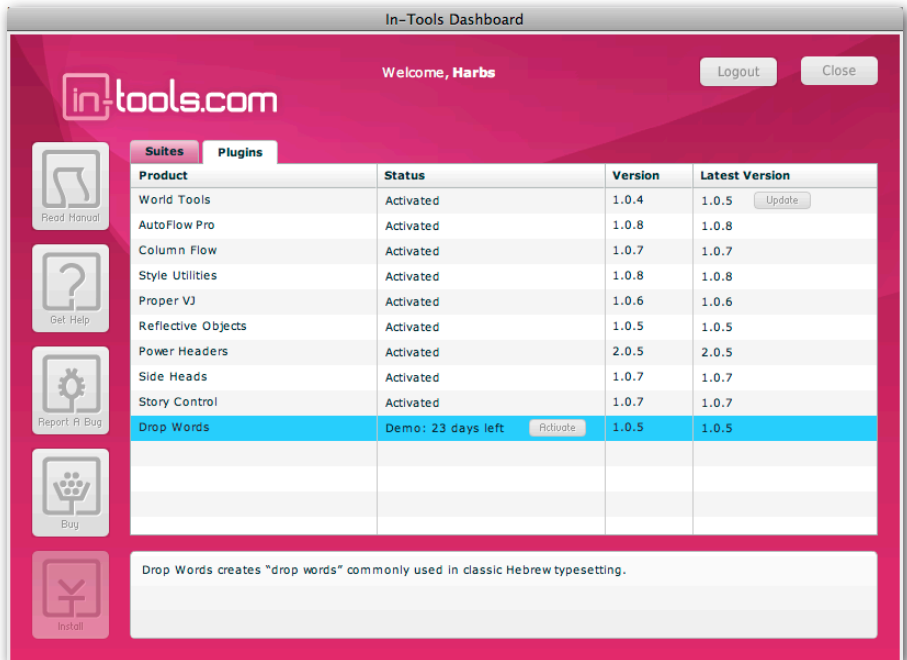 In-Tools Dashboard
in-tools.com
Welcome, Harbs
Logout
Close
Suites
Plugins
Product Status Version Latest Version
World Tools Activated 1.0.4 1.0.5 Update
AutoFlow Pro Activated 1.0.8 1.0.8
Column Flow Activated 1.0.7 1.0.7
Style Utilities Activated 1.0.8 1.0.8
Proper VJ Activated 1.0.6 1.0.6
Reflective Objects Activated 1.0.5 1.0.5
Power Headers Activated 2.0.5 2.0.5
Side Heads Activated 1.0.7 1.0.7
Story Control Activated 1.0.7 1.0.7
Drop Words Demo: 23 days left Activate 1.0.5 1.0.5
Read Manual
Get Help
Report A Bug
Buy
Install
Drop Words creates “drop words” commonly used in classic Hebrew typesetting.